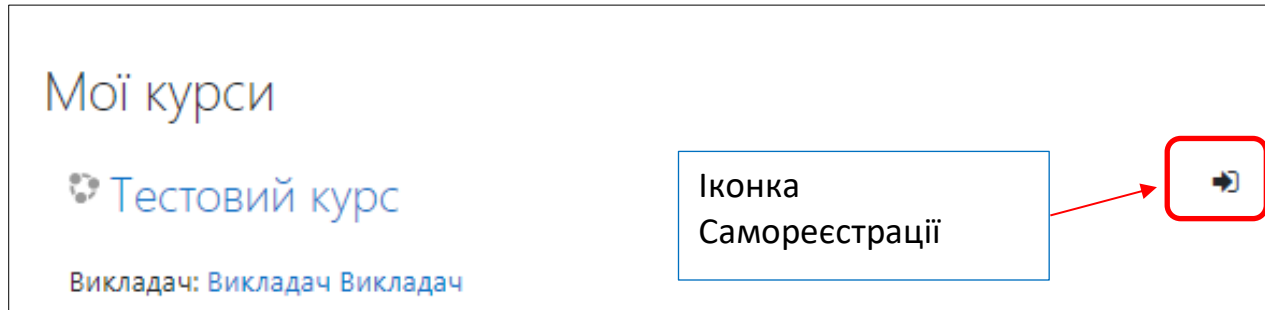 Мої курси
Тестовий курс
Іконка
Самореєстрації
Викладач: Викладач Викладач